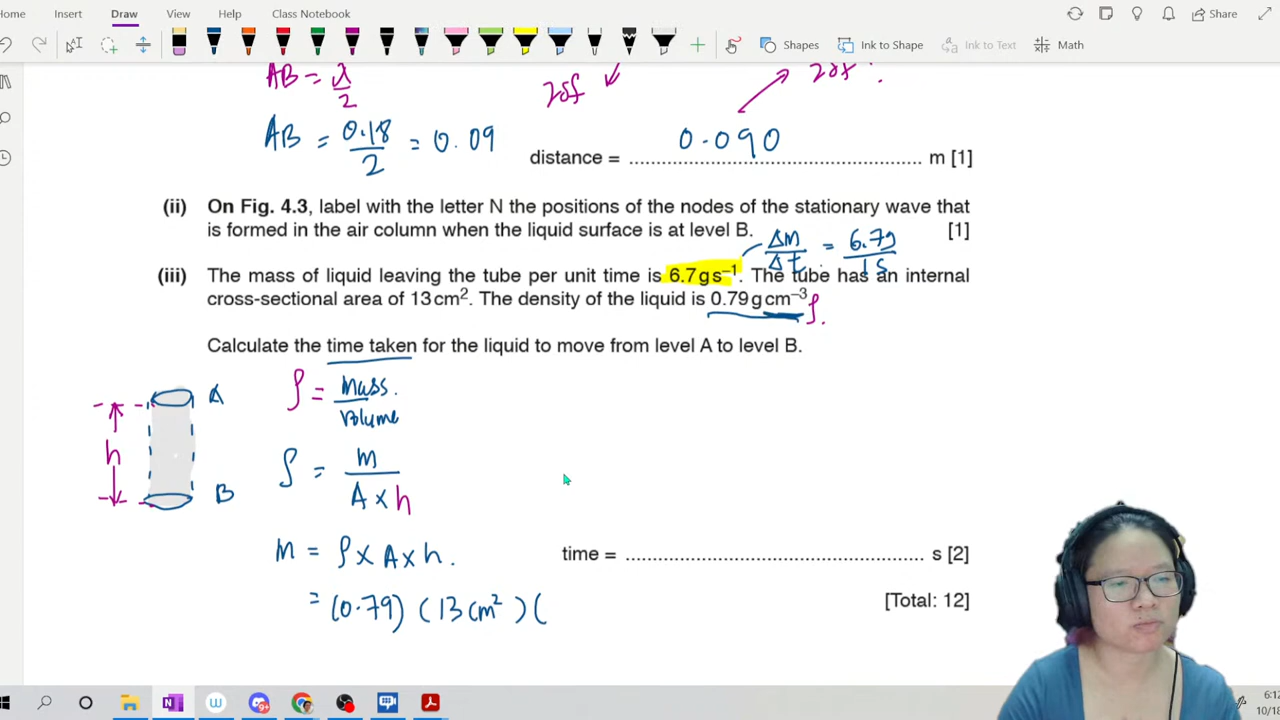 Home Insert Draw View Help Class Notebook Share
Shapes Ink to Shape Ink to Text Math
AB = λ/2
2sf
2sf
AB = 0.18/2 = 0.09
0.090
distance = ........ m [1]
(ii) On Fig. 4.3, label with the letter N the positions of the nodes of the stationary wave that
is formed in the air column when the liquid surface is at level B. [1]
Δm/Δt = 6.7g/1s
(iii) The mass of liquid leaving the tube per unit time is 6.7 g s⁻¹. The tube has an internal
cross-sectional area of 13 cm². The density of the liquid is 0.79 g cm⁻³ ρ.
Calculate the time taken for the liquid to move from level A to level B.
A
h
B
ρ = mass./volume
ρ = m/(A × h)
m = ρ × A × h.
time = ........ s [2]
= (0.79) (13 cm²) (
[Total: 12]
6:12
10/18